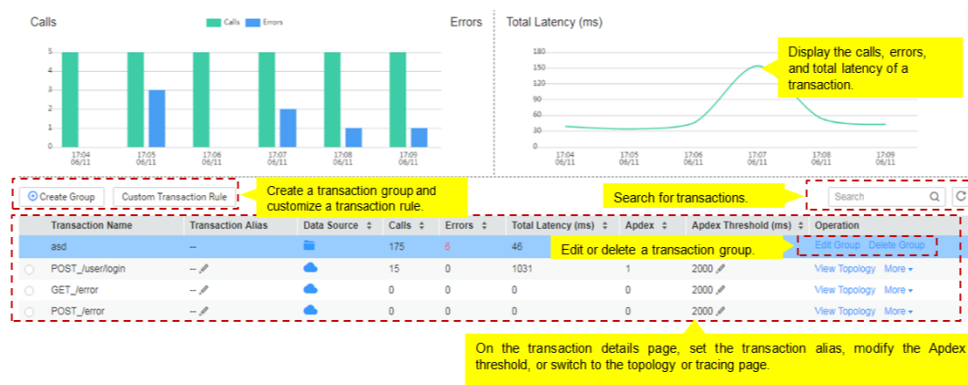 Calls
Calls Errors
Errors
Total Latency (ms)
5
4
3
2
1
0
17:04 06/11
17:05 06/11
17:06 06/11
17:07 06/11
17:08 06/11
17:09 06/11
180
150
120
90
60
30
0
17:04 06/11
17:05 06/11
17:06 06/11
17:07 06/11
17:08 06/11
17:09 06/11
Display the calls, errors,
and total latency of a
transaction.
Create Group Custom Transaction Rule
Create a transaction group and
customize a transaction rule.
Search for transactions.
Search
Transaction Name Transaction Alias Data Source Calls Errors Total Latency (ms) Apdex Apdex Threshold (ms) Operation
asd -- 175 6 46 Edit Group Delete Group
Edit or delete a transaction group.
POST_/user/login -- 15 0 1031 1 2000 View Topology More
GET_/error -- 0 0 0 0 2000 View Topology More
POST_/error -- 0 0 0 0 2000 View Topology More
On the transaction details page, set the transaction alias, modify the Apdex
threshold, or switch to the topology or tracing page.